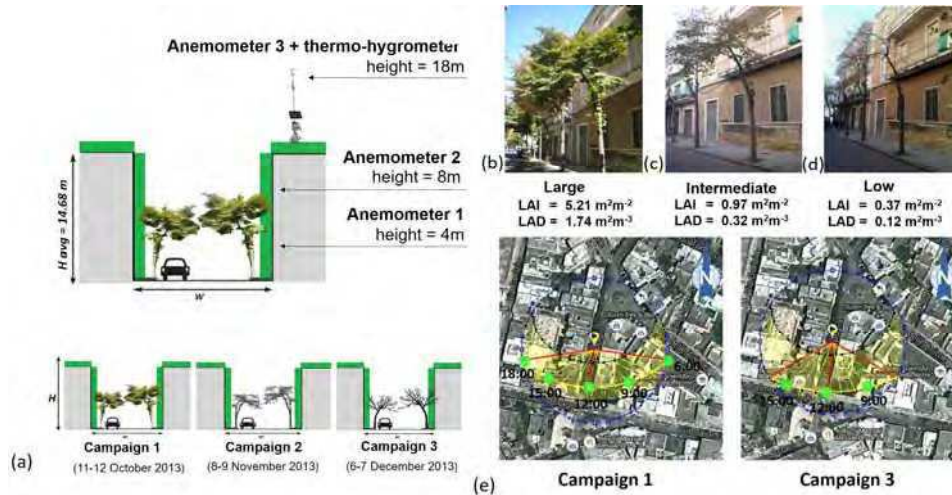 Anemometer 3 + thermo-hygrometer
height = 18m
Anemometer 2
height = 8m
Anemometer 1
height = 4m
H avg = 14.68 m
W
H
Campaign 1
(11-12 October 2013)
Campaign 2
(8-9 November 2013)
Campaign 3
(6-7 December 2013)
(a)
(b)
(c)
(d)
Large
LAI = 5.21 m²m⁻²
LAD = 1.74 m²m⁻³
Intermediate
LAI = 0.97 m²m⁻²
LAD = 0.32 m²m⁻³
Low
LAI = 0.37 m²m⁻²
LAD = 0.12 m²m⁻³
18:00
15:00
12:00
9:00
6:00
15:00
12:00
9:00
(e)
Campaign 1
Campaign 3